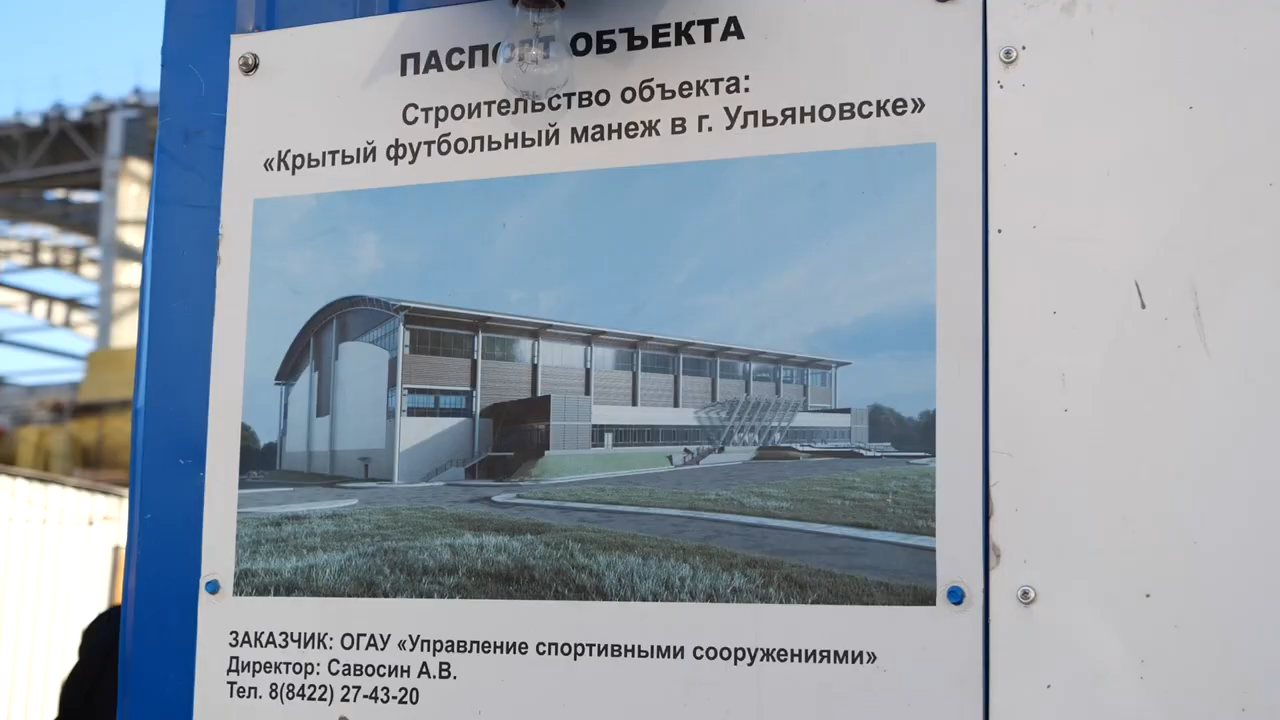 ПАСПОРТ ОБЪЕКТА
Строительство объекта:
«Крытый футбольный манеж в г. Ульяновске»
ЗАКАЗЧИК: ОГАУ «Управление спортивными сооружениями»
Директор: Савосин А.В.
Тел. 8(8422) 27-43-20